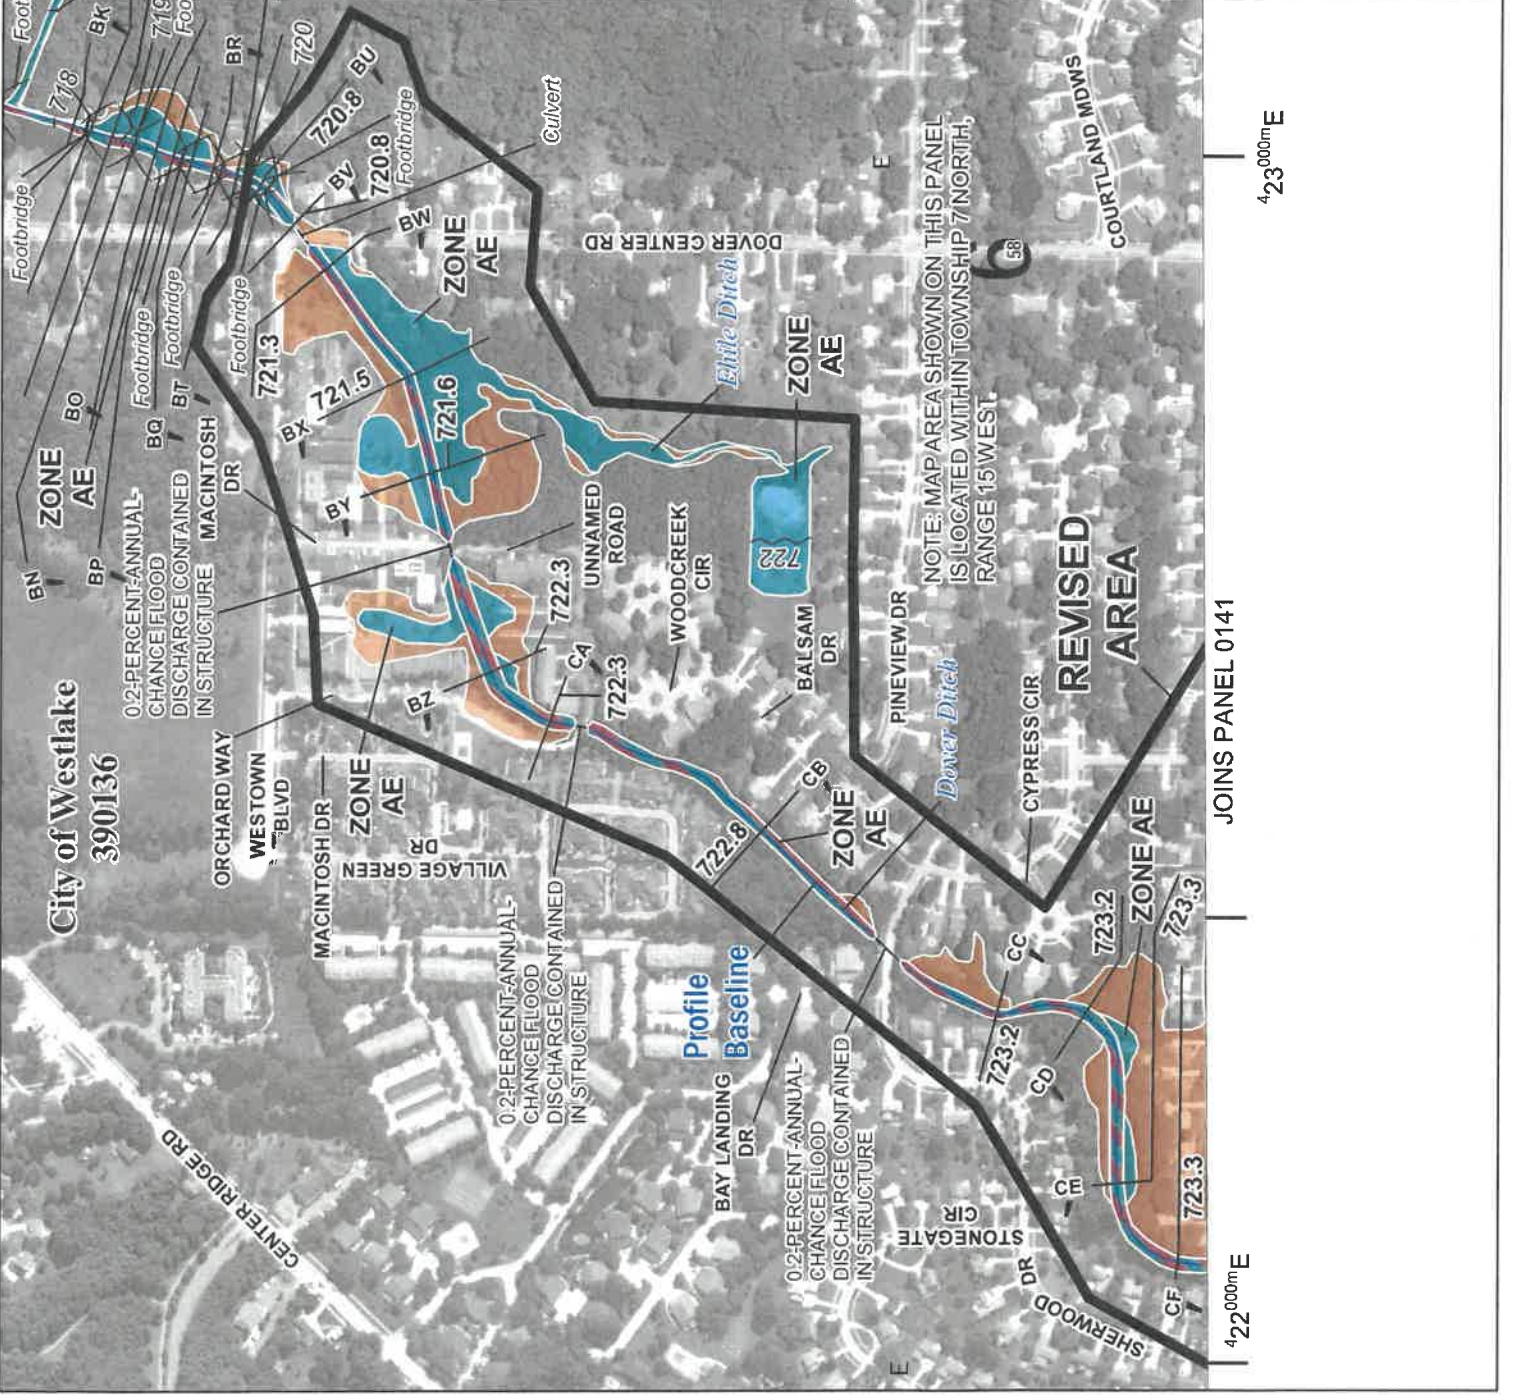 Foot
718
BK
719
Foo
BR
720
BU
720.8
Footbridge
BV
720.8
Footbridge
Culvert
BW
ZONE
AE
DOVER CENTER RD
E
COURTLAND MDWS
423000mE
NOTE: MAP AREA SHOWN ON THIS PANEL
IS LOCATED WITHIN TOWNSHIP 7 NORTH,
RANGE 15 WEST.
6
58
BN
ZONE
AE
BO
BP
BQ
Footbridge
BT
Footbridge
Footbridge
721.3
BX
721.5
721.6
BY
Ehile Ditch
ZONE
AE
722
0.2-PERCENT-ANNUAL-
CHANCE FLOOD
DISCHARGE CONTAINED
IN STRUCTURE
MACINTOSH
DR
UNNAMED
ROAD
WOODCREEK
CIR
722.3
CA
722.3
BZ
BALSAM
DR
PINEVIEW DR
REVISED
AREA
JOINS PANEL 0141
City of Westlake
390136
ORCHARD WAY
WESTOWN
BLVD
MACINTOSH DR
ZONE
AE
VILLAGE GREEN
DR
722.8
CB
ZONE
AE
Dover Ditch
CYPRESS CIR
0.2-PERCENT-ANNUAL-
CHANCE FLOOD
DISCHARGE CONTAINED
IN STRUCTURE
Profile
Baseline
CC
723.2
ZONE AE
723.3
CENTER RIDGE RD
BAY LANDING
DR
0.2-PERCENT-ANNUAL-
CHANCE FLOOD
DISCHARGE CONTAINED
IN STRUCTURE
723.2
CD
CE
723.3
STONEGATE
CIR
SHERWOOD
DR
CF
E
422000mE